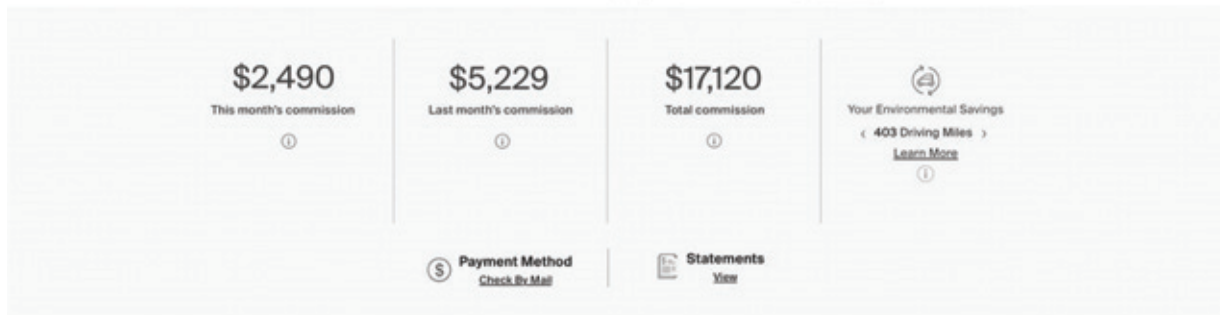 $2,490
This month's commission
$5,229
Last month's commission
$17,120
Total commission
Your Environmental Savings
‹ 403 Driving Miles ›
Learn More
Payment Method
Check By Mail
Statements
View